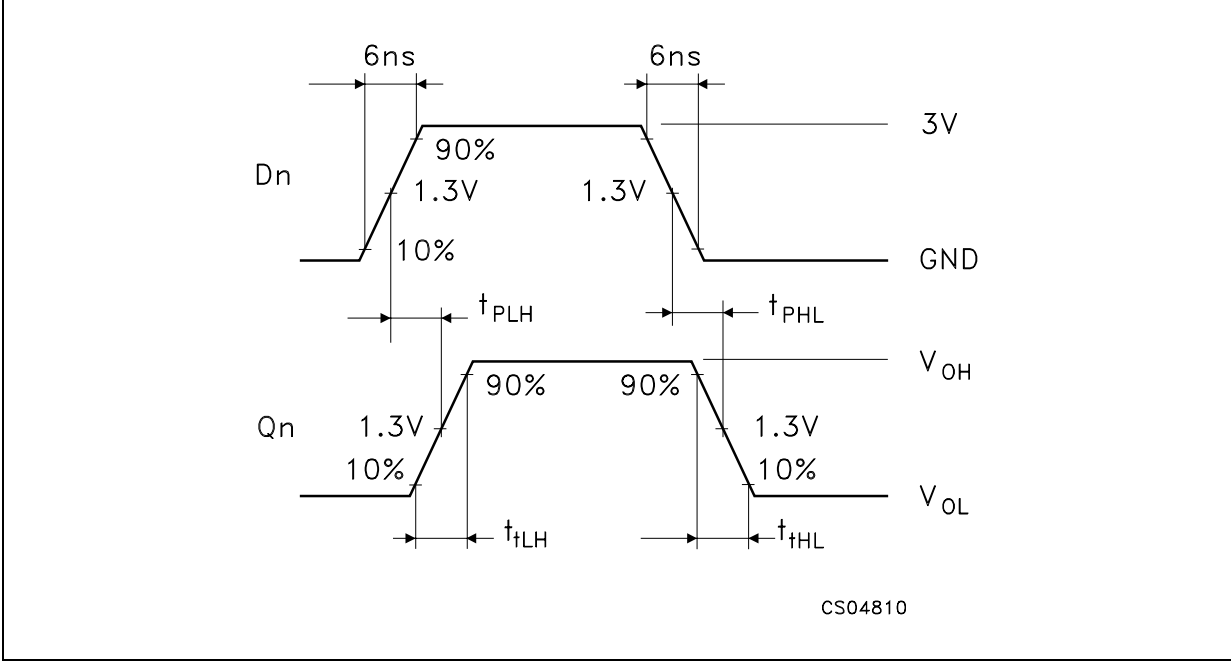 6ns 6ns
3V
90%
Dn 1.3V 1.3V
10%
GND
tPLH tPHL
VOH
90% 90%
Qn 1.3V 1.3V
10% 10%
VOL
ttLH ttHL
CS04810